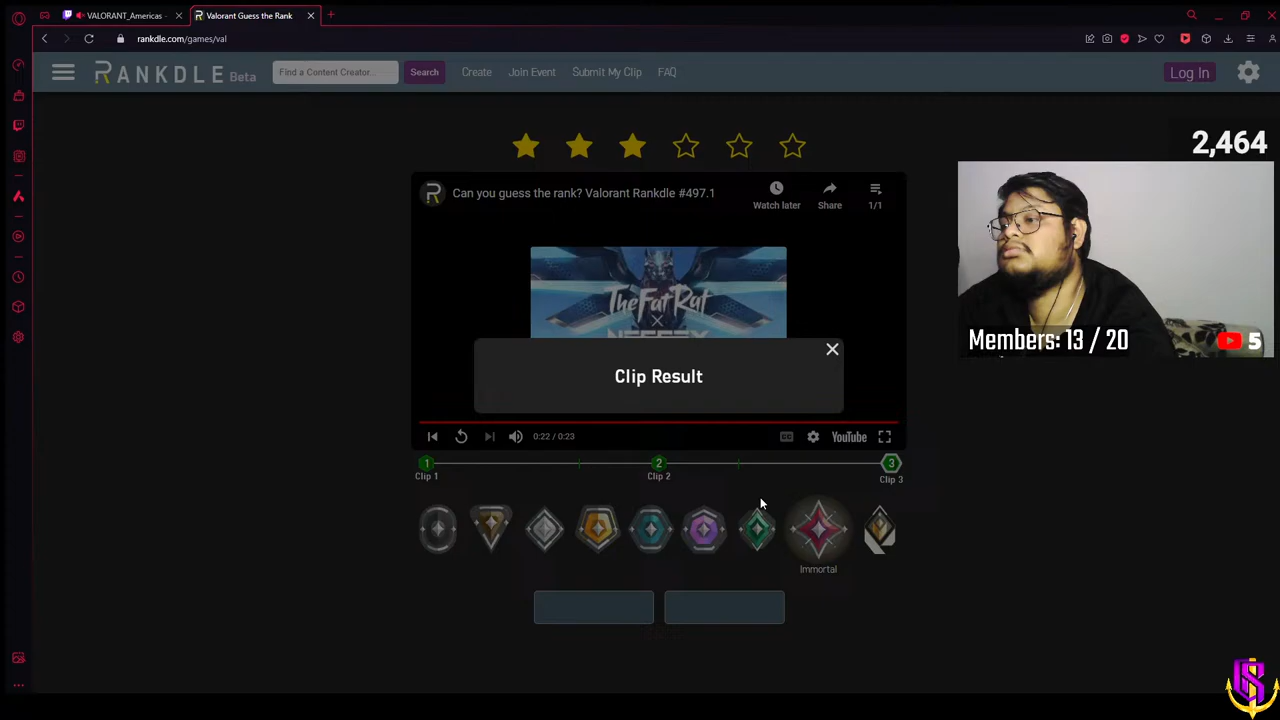 VALORANT_Americas -
Valorant Guess the Rank
rankdle.com/games/val
RANKDLE Beta
Find a Content Creator...
Search
Create
Join Event
Submit My Clip
FAQ
Log In
2,464
Can you guess the rank? Valorant Rankdle #497.1
Watch later
Share
1/1
THEFATRAT
X
NEFFEX
Members: 13 / 20
5
Clip Result
0:22 / 0:23
CC
YouTube
1
2
3
Clip 1
Clip 2
Clip 3
Immortal